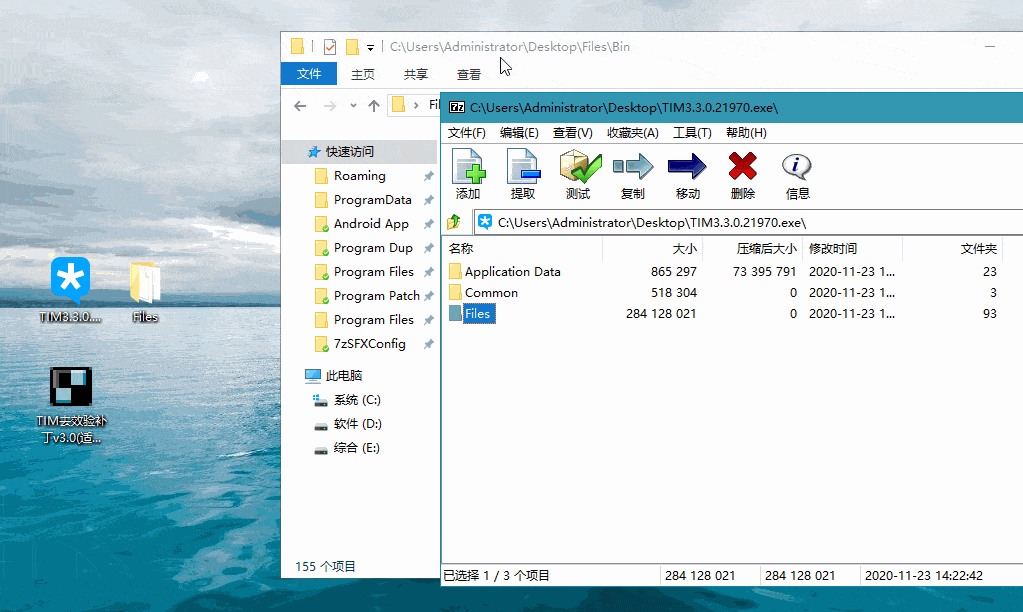 C:\Users\Administrator\Desktop\Files\Bin
文件 主页 共享 查看
快速访问
Roaming
ProgramData
Android App
Program Dup
Program Files
Program Patch
Program Files
7zSFXConfig
此电脑
系统 (C:)
软件 (D:)
综合 (E:)
155 个项目
7z C:\Users\Administrator\Desktop\TIM3.3.0.21970.exe\
文件(F) 编辑(E) 查看(V) 收藏夹(A) 工具(T) 帮助(H)
添加 提取 测试 复制 移动 删除 信息
C:\Users\Administrator\Desktop\TIM3.3.0.21970.exe\
名称 大小 压缩后大小 修改时间 文件夹
Application Data 865 297 73 395 791 2020-11-23 1... 23
Common 518 304 0 2020-11-23 1... 3
Files 284 128 021 0 2020-11-23 1... 93
已选择 1 / 3 个项目 284 128 021 284 128 021 2020-11-23 14:22:42
TIM3.3.0....
Files
TIM去效验补
丁v3.0(适...